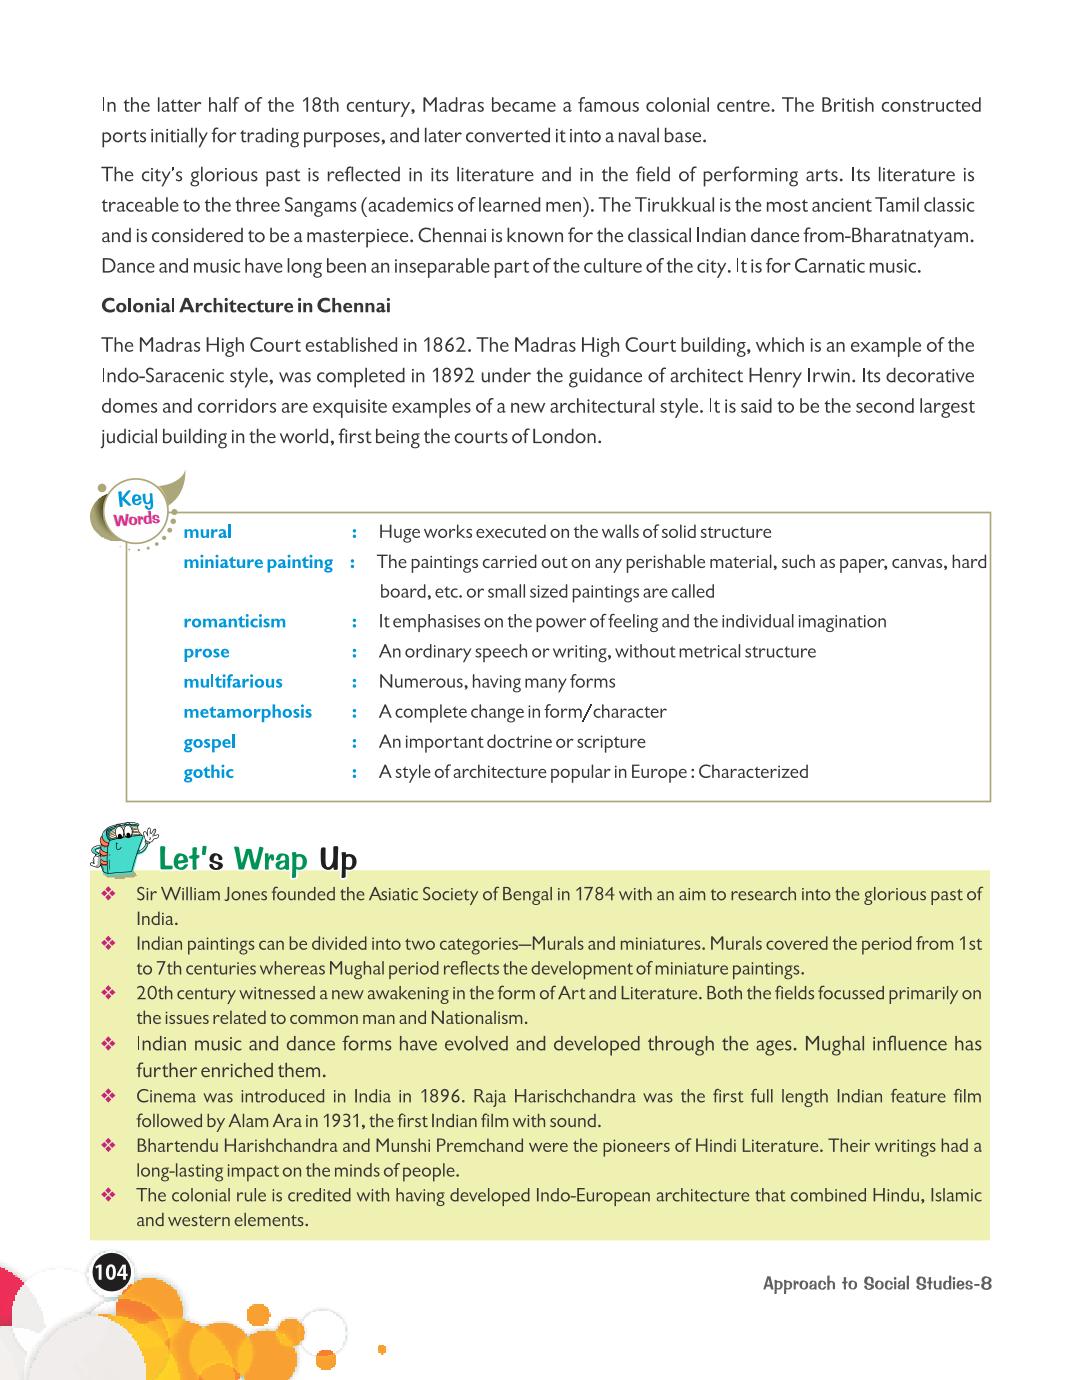 In the latter half of the 18th century, Madras became a famous colonial centre. The British constructed
ports initially for trading purposes, and later converted it into a naval base.
The city's glorious past is reflected in its literature and in the field of performing arts. Its literature is
traceable to the three Sangams (academics of learned men). The Tirukkual is the most ancient Tamil classic
and is considered to be a masterpiece. Chennai is known for the classical Indian dance from-Bharatnatyam.
Dance and music have long been an inseparable part of the culture of the city. It is for Carnatic music.
Colonial Architecture in Chennai
The Madras High Court established in 1862. The Madras High Court building, which is an example of the
Indo-Saracenic style, was completed in 1892 under the guidance of architect Henry Irwin. Its decorative
domes and corridors are exquisite examples of a new architectural style. It is said to be the second largest
judicial building in the world, first being the courts of London.
Key
Words
mural : Huge works executed on the walls of solid structure
miniature painting : The paintings carried out on any perishable material, such as paper, canvas, hard
board, etc. or small sized paintings are called
romanticism : It emphasises on the power of feeling and the individual imagination
prose : An ordinary speech or writing, without metrical structure
multifarious : Numerous, having many forms
metamorphosis : A complete change in form/character
gospel : An important doctrine or scripture
gothic : A style of architecture popular in Europe : Characterized
Let's Wrap Up
❖ Sir William Jones founded the Asiatic Society of Bengal in 1784 with an aim to research into the glorious past of
India.
❖ Indian paintings can be divided into two categories—Murals and miniatures. Murals covered the period from 1st
to 7th centuries whereas Mughal period reflects the development of miniature paintings.
❖ 20th century witnessed a new awakening in the form of Art and Literature. Both the fields focussed primarily on
the issues related to common man and Nationalism.
❖ Indian music and dance forms have evolved and developed through the ages. Mughal influence has
further enriched them.
❖ Cinema was introduced in India in 1896. Raja Harischchandra was the first full length Indian feature film
followed by Alam Ara in 1931, the first Indian film with sound.
❖ Bhartendu Harishchandra and Munshi Premchand were the pioneers of Hindi Literature. Their writings had a
long-lasting impact on the minds of people.
❖ The colonial rule is credited with having developed Indo-European architecture that combined Hindu, Islamic
and western elements.
104
Approach to Social Studies-8